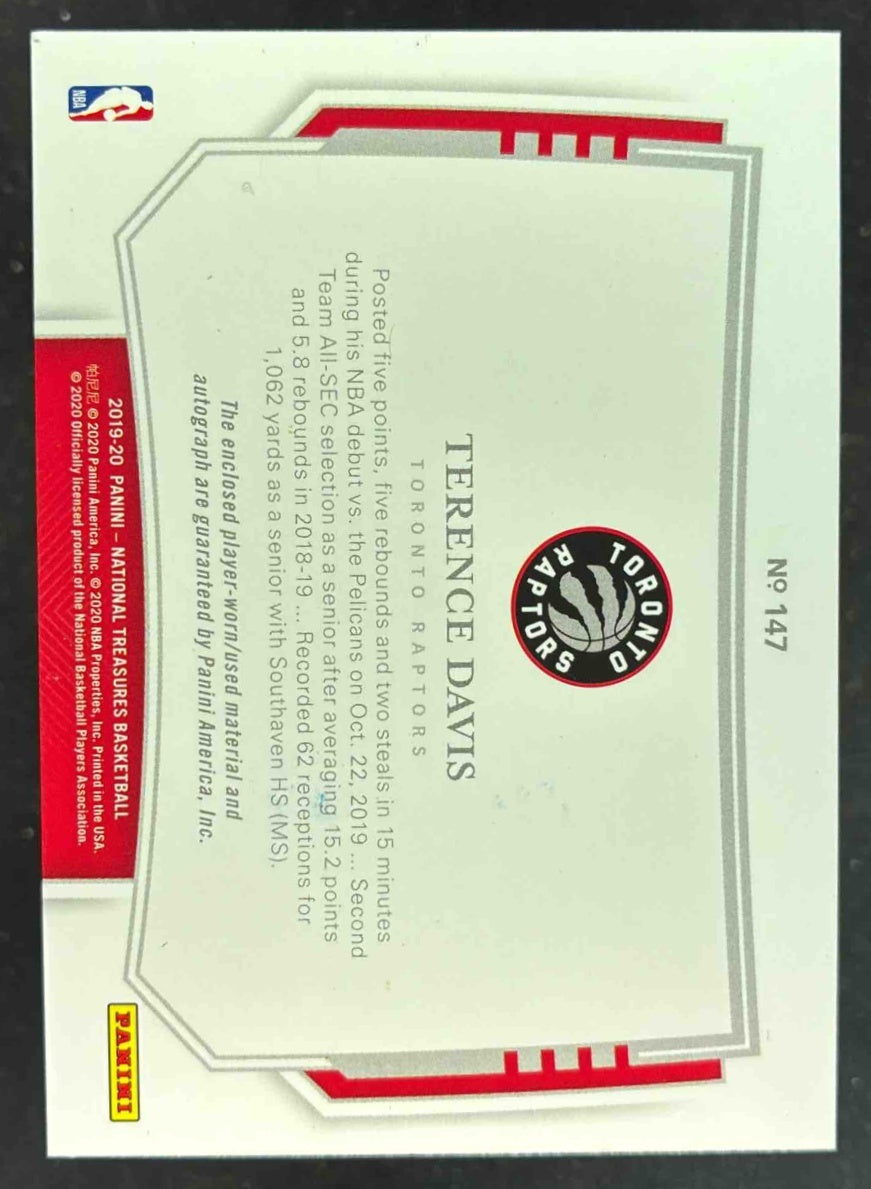 Nº 147
TORONTO
RAPTORS
TERENCE DAVIS
TORONTO RAPTORS
Posted five points, five rebounds and two steals in 15 minutes
during his NBA debut vs. the Pelicans on Oct. 22, 2019 ... Second
Team All-SEC selection as a senior after averaging 15.2 points
and 5.8 rebounds in 2018-19 ... Recorded 62 receptions for
1,062 yards as a senior with Southaven HS (MS).
The enclosed player-worn/used material and
autograph are guaranteed by Panini America, Inc.
NBA
2019-20 PANINI – NATIONAL TREASURES BASKETBALL
帕尼尼 © 2020 Panini America, Inc. © 2020 NBA Properties, Inc. Printed in the USA.
© 2020 Officially licensed product of the National Basketball Players Association.
PANINI